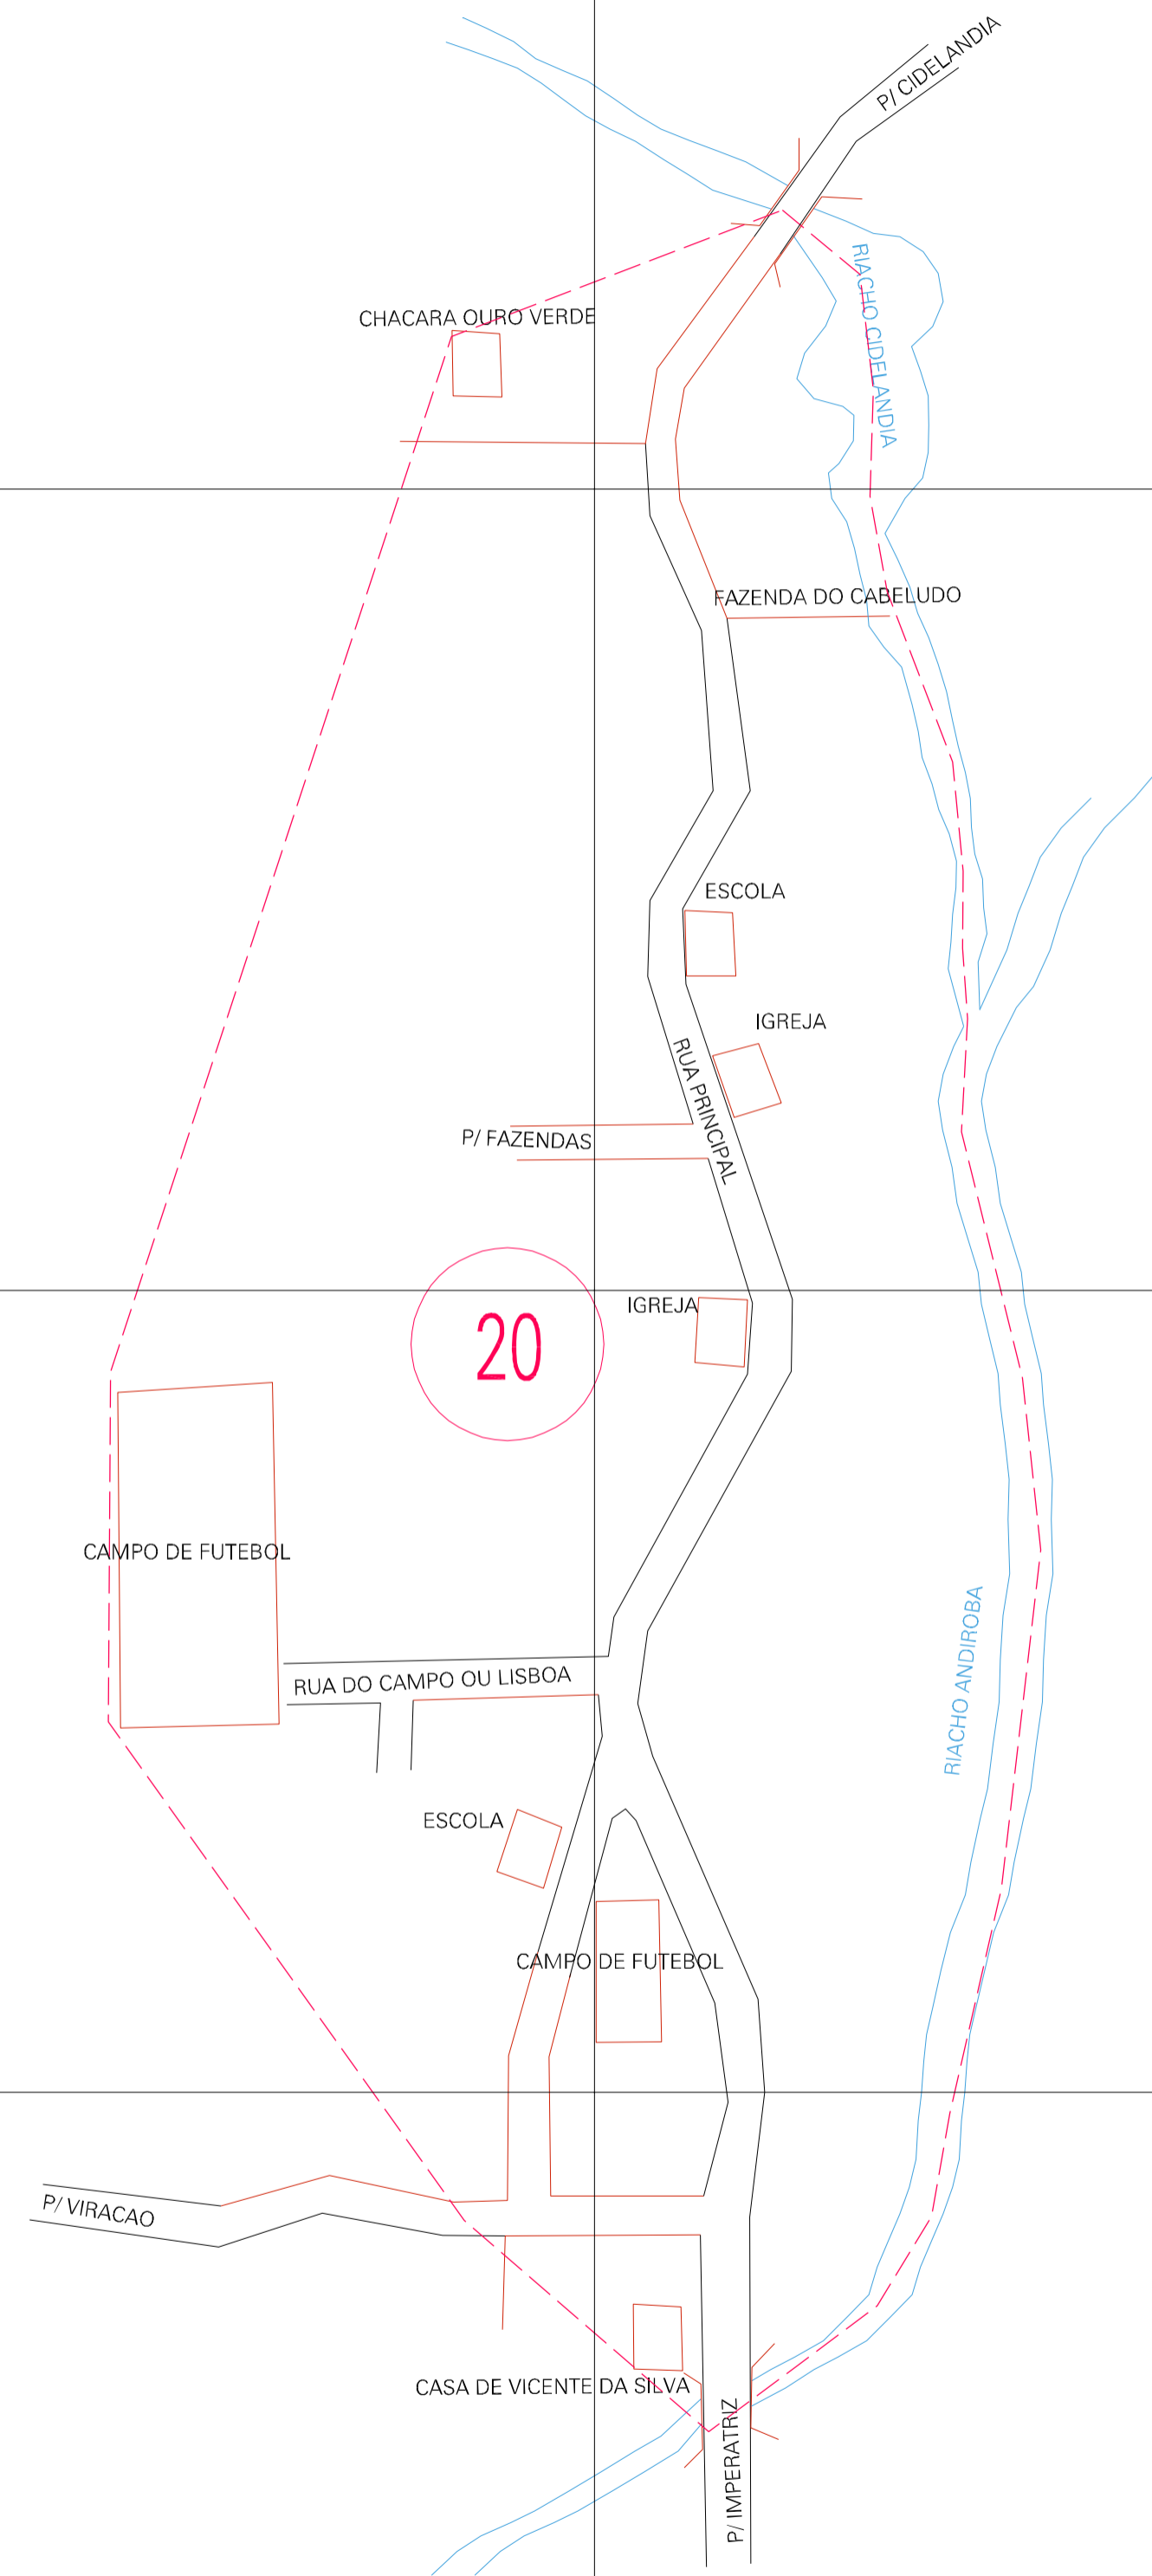 P/ CIDELANDIA
RIACHO CIDELANDIA
CHACARA OURO VERDE
FAZENDA DO CABELUDO
ESCOLA
IGREJA
RUA PRINCIPAL
P/ FAZENDAS
IGREJA
20
CAMPO DE FUTEBOL
RIACHO ANDIROBA
RUA DO CAMPO OU LISBOA
ESCOLA
CAMPO DE FUTEBOL
P/ VIRACAO
CASA DE VICENTE DA SILVA
P/ IMPERATRIZ